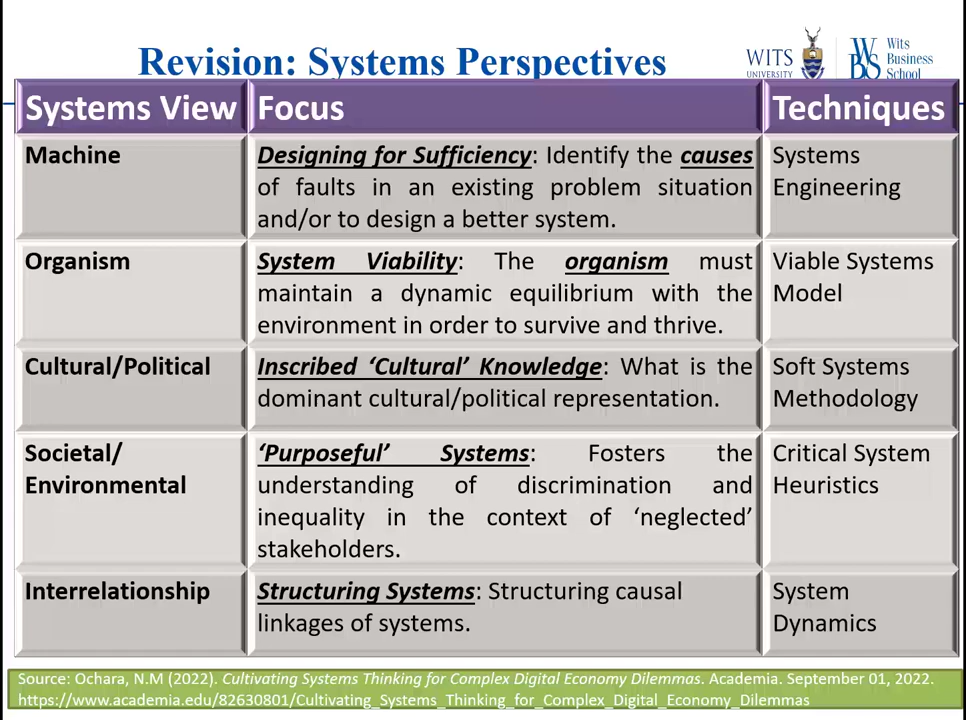 Revision: Systems Perspectives
WITS
UNIVERSITY
WBS
Wits
Business
School
Systems View
Focus
Techniques
Machine
Designing for Sufficiency: Identify the causes
of faults in an existing problem situation
and/or to design a better system.
Systems
Engineering
Organism
System Viability: The organism must
maintain a dynamic equilibrium with the
environment in order to survive and thrive.
Viable Systems
Model
Cultural/Political
Inscribed ‘Cultural’ Knowledge: What is the
dominant cultural/political representation.
Soft Systems
Methodology
Societal/
Environmental
‘Purposeful’ Systems: Fosters the
understanding of discrimination and
inequality in the context of ‘neglected’
stakeholders.
Critical System
Heuristics
Interrelationship
Structuring Systems: Structuring causal
linkages of systems.
System
Dynamics
Source: Ochara, N.M (2022). Cultivating Systems Thinking for Complex Digital Economy Dilemmas. Academia. September 01, 2022.
https://www.academia.edu/82630801/Cultivating_Systems_Thinking_for_Complex_Digital_Economy_Dilemmas